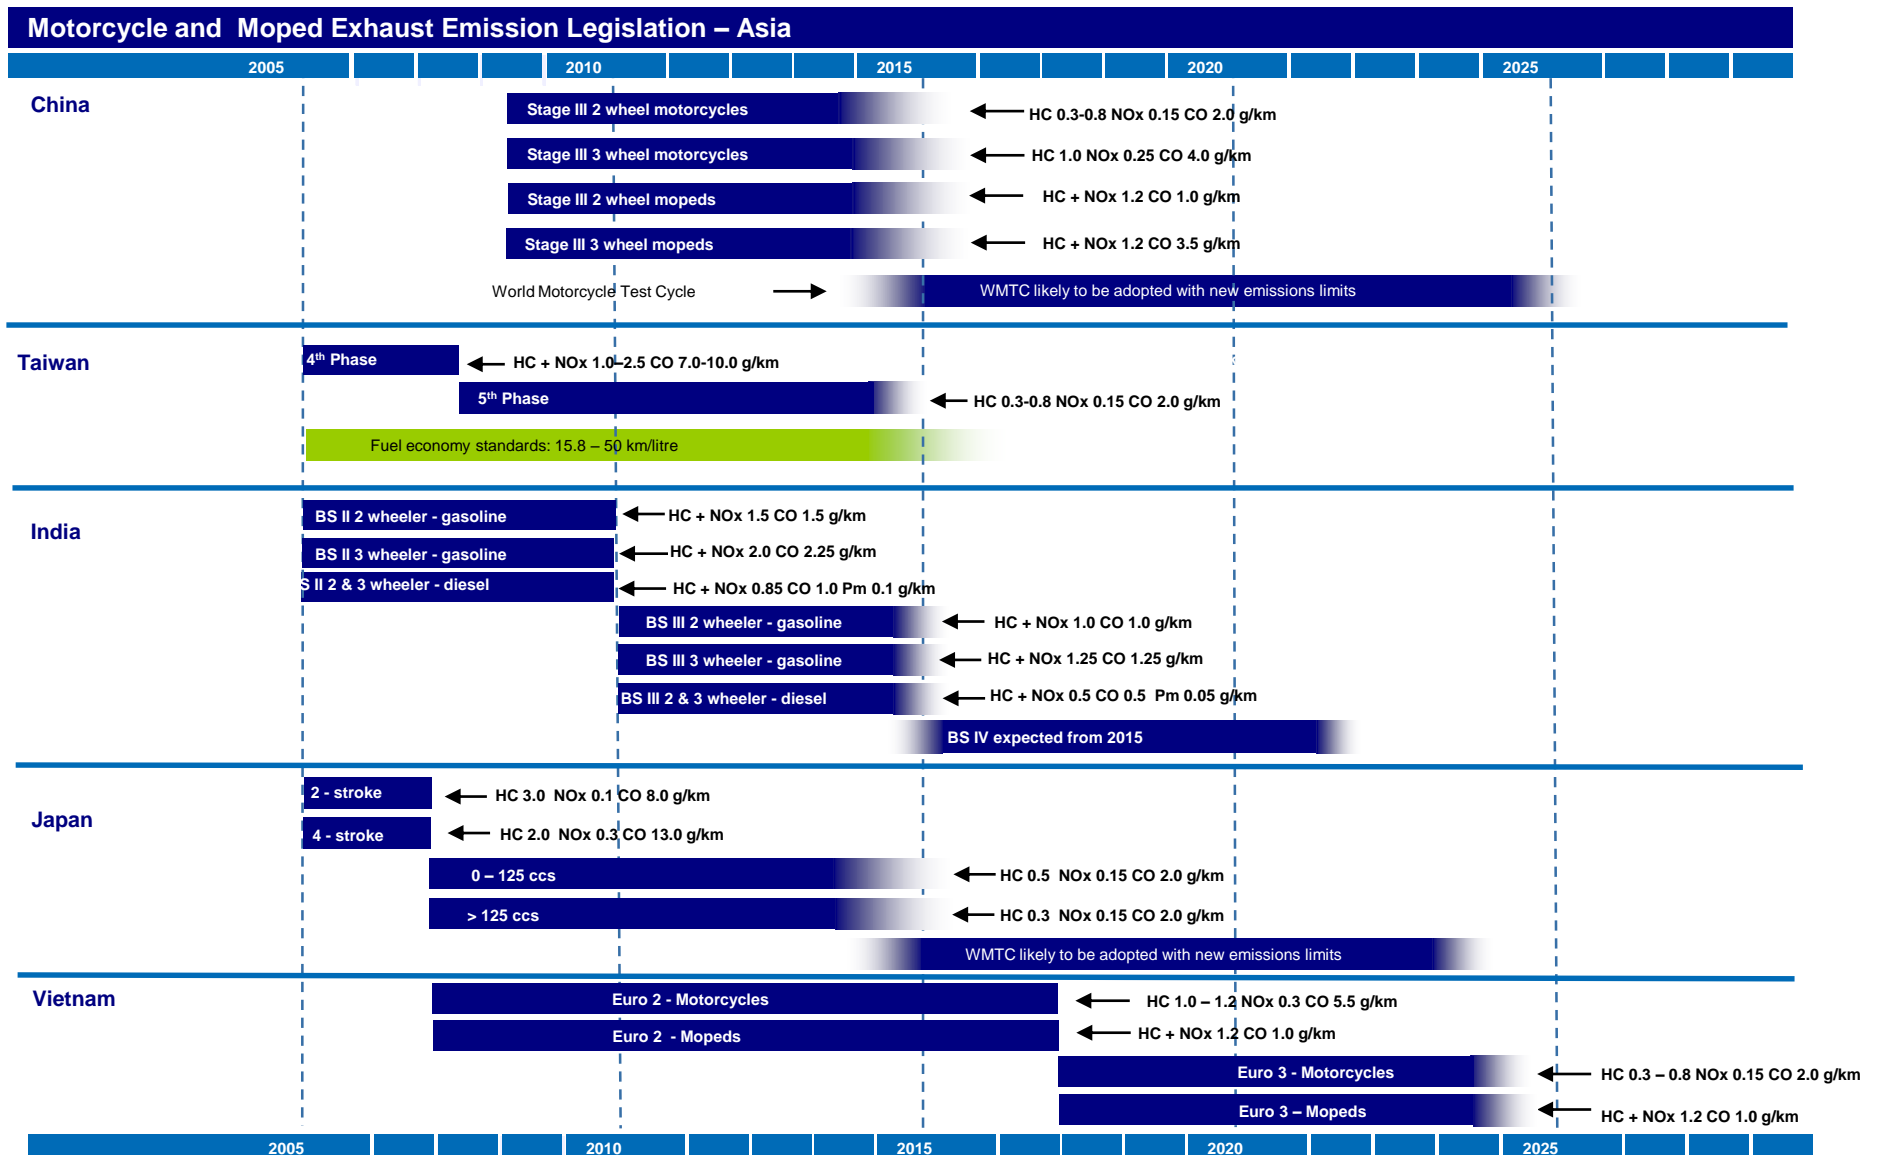 Motorcycle and Moped Exhaust Emission Legislation – Asia
2005 2010 2015 2020 2025
China
Stage III 2 wheel motorcycles
HC 0.3-0.8 NOx 0.15 CO 2.0 g/km
Stage III 3 wheel motorcycles
HC 1.0 NOx 0.25 CO 4.0 g/km
Stage III 2 wheel mopeds
HC + NOx 1.2 CO 1.0 g/km
Stage III 3 wheel mopeds
HC + NOx 1.2 CO 3.5 g/km
World Motorcycle Test Cycle
WMTC likely to be adopted with new emissions limits
Taiwan
4th Phase
HC + NOx 1.0–2.5 CO 7.0-10.0 g/km
5th Phase
HC 0.3-0.8 NOx 0.15 CO 2.0 g/km
Fuel economy standards: 15.8 – 50 km/litre
India
BS II 2 wheeler - gasoline
HC + NOx 1.5 CO 1.5 g/km
BS II 3 wheeler - gasoline
HC + NOx 2.0 CO 2.25 g/km
S II 2 & 3 wheeler - diesel
HC + NOx 0.85 CO 1.0 Pm 0.1 g/km
BS III 2 wheeler - gasoline
HC + NOx 1.0 CO 1.0 g/km
BS III 3 wheeler - gasoline
HC + NOx 1.25 CO 1.25 g/km
BS III 2 & 3 wheeler - diesel
HC + NOx 0.5 CO 0.5 Pm 0.05 g/km
BS IV expected from 2015
Japan
2 - stroke
HC 3.0 NOx 0.1 CO 8.0 g/km
4 - stroke
HC 2.0 NOx 0.3 CO 13.0 g/km
0 – 125 ccs
HC 0.5 NOx 0.15 CO 2.0 g/km
> 125 ccs
HC 0.3 NOx 0.15 CO 2.0 g/km
WMTC likely to be adopted with new emissions limits
Vietnam
Euro 2 - Motorcycles
HC 1.0 – 1.2 NOx 0.3 CO 5.5 g/km
Euro 2 - Mopeds
HC + NOx 1.2 CO 1.0 g/km
Euro 3 - Motorcycles
HC 0.3 – 0.8 NOx 0.15 CO 2.0 g/km
Euro 3 – Mopeds
HC + NOx 1.2 CO 1.0 g/km
2005 2010 2015 2020 2025